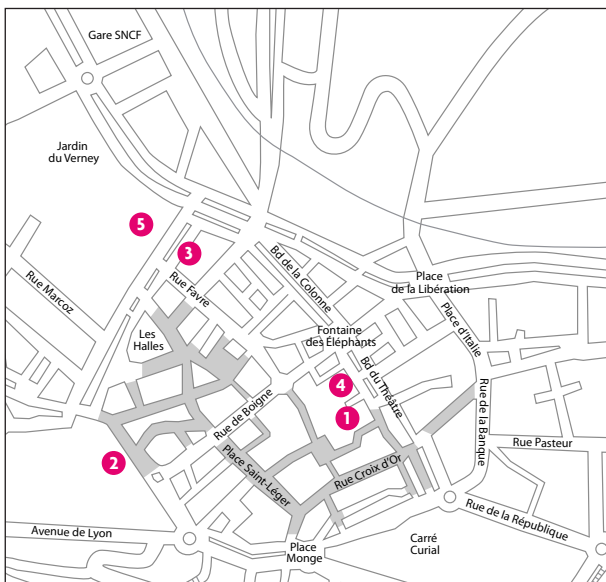 Gare SNCF
Jardin
du Verney
5
3
Rue Marcoz
Rue Favre
Bd de la Colonne
Place
de la Libération
Les
Halles
Fontaine
des Éléphants
Place d'Italie
4
Bd du Théâtre
1
Rue de Boigne
Rue de la Banque
Rue Pasteur
2
Place Saint-Léger
Rue Croix d'Or
Rue de la République
Avenue de Lyon
Place
Monge
Carré
Curial